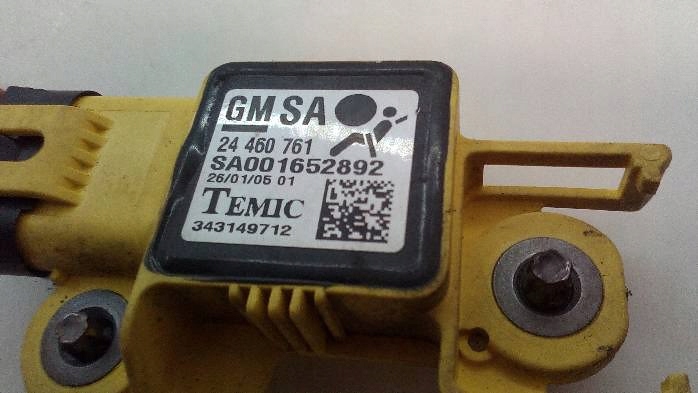 GM SA
24 460 761
SA001652892
26/01/05 01
TEMIC
343149712